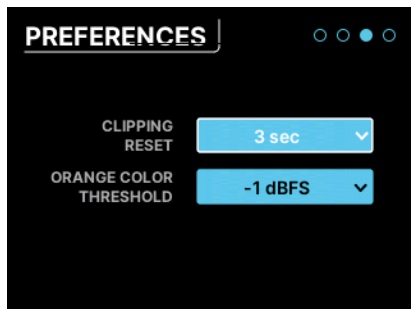 PREFERENCES
CLIPPING
RESET
3 sec
ORANGE COLOR
THRESHOLD
-1 dBFS